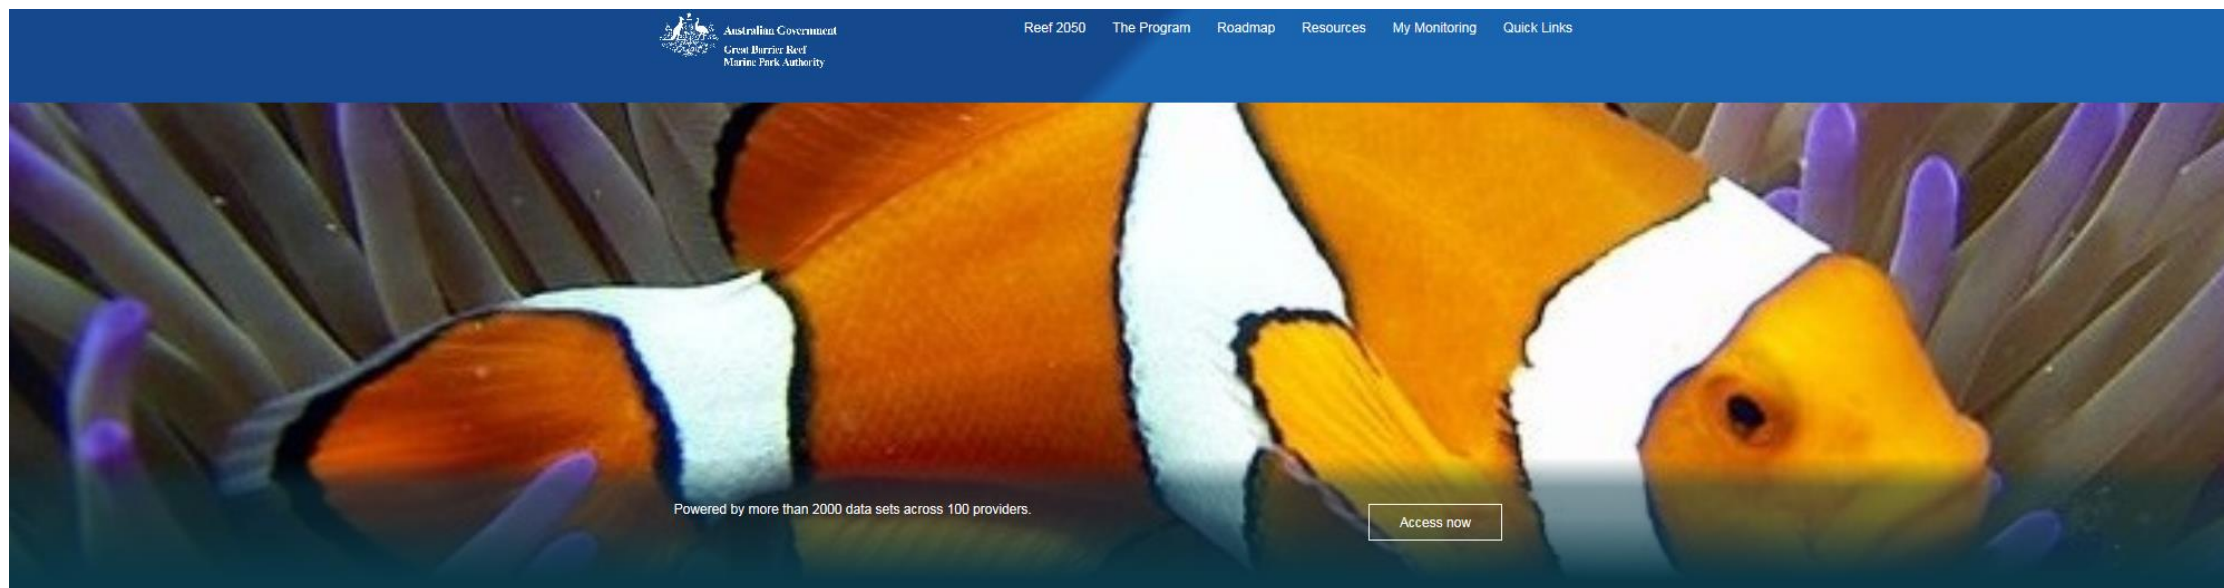 Australian Government
Great Barrier Reef
Marine Park Authority
Reef 2050
The Program
Roadmap
Resources
My Monitoring
Quick Links
Powered by more than 2000 data sets across 100 providers.
Access now